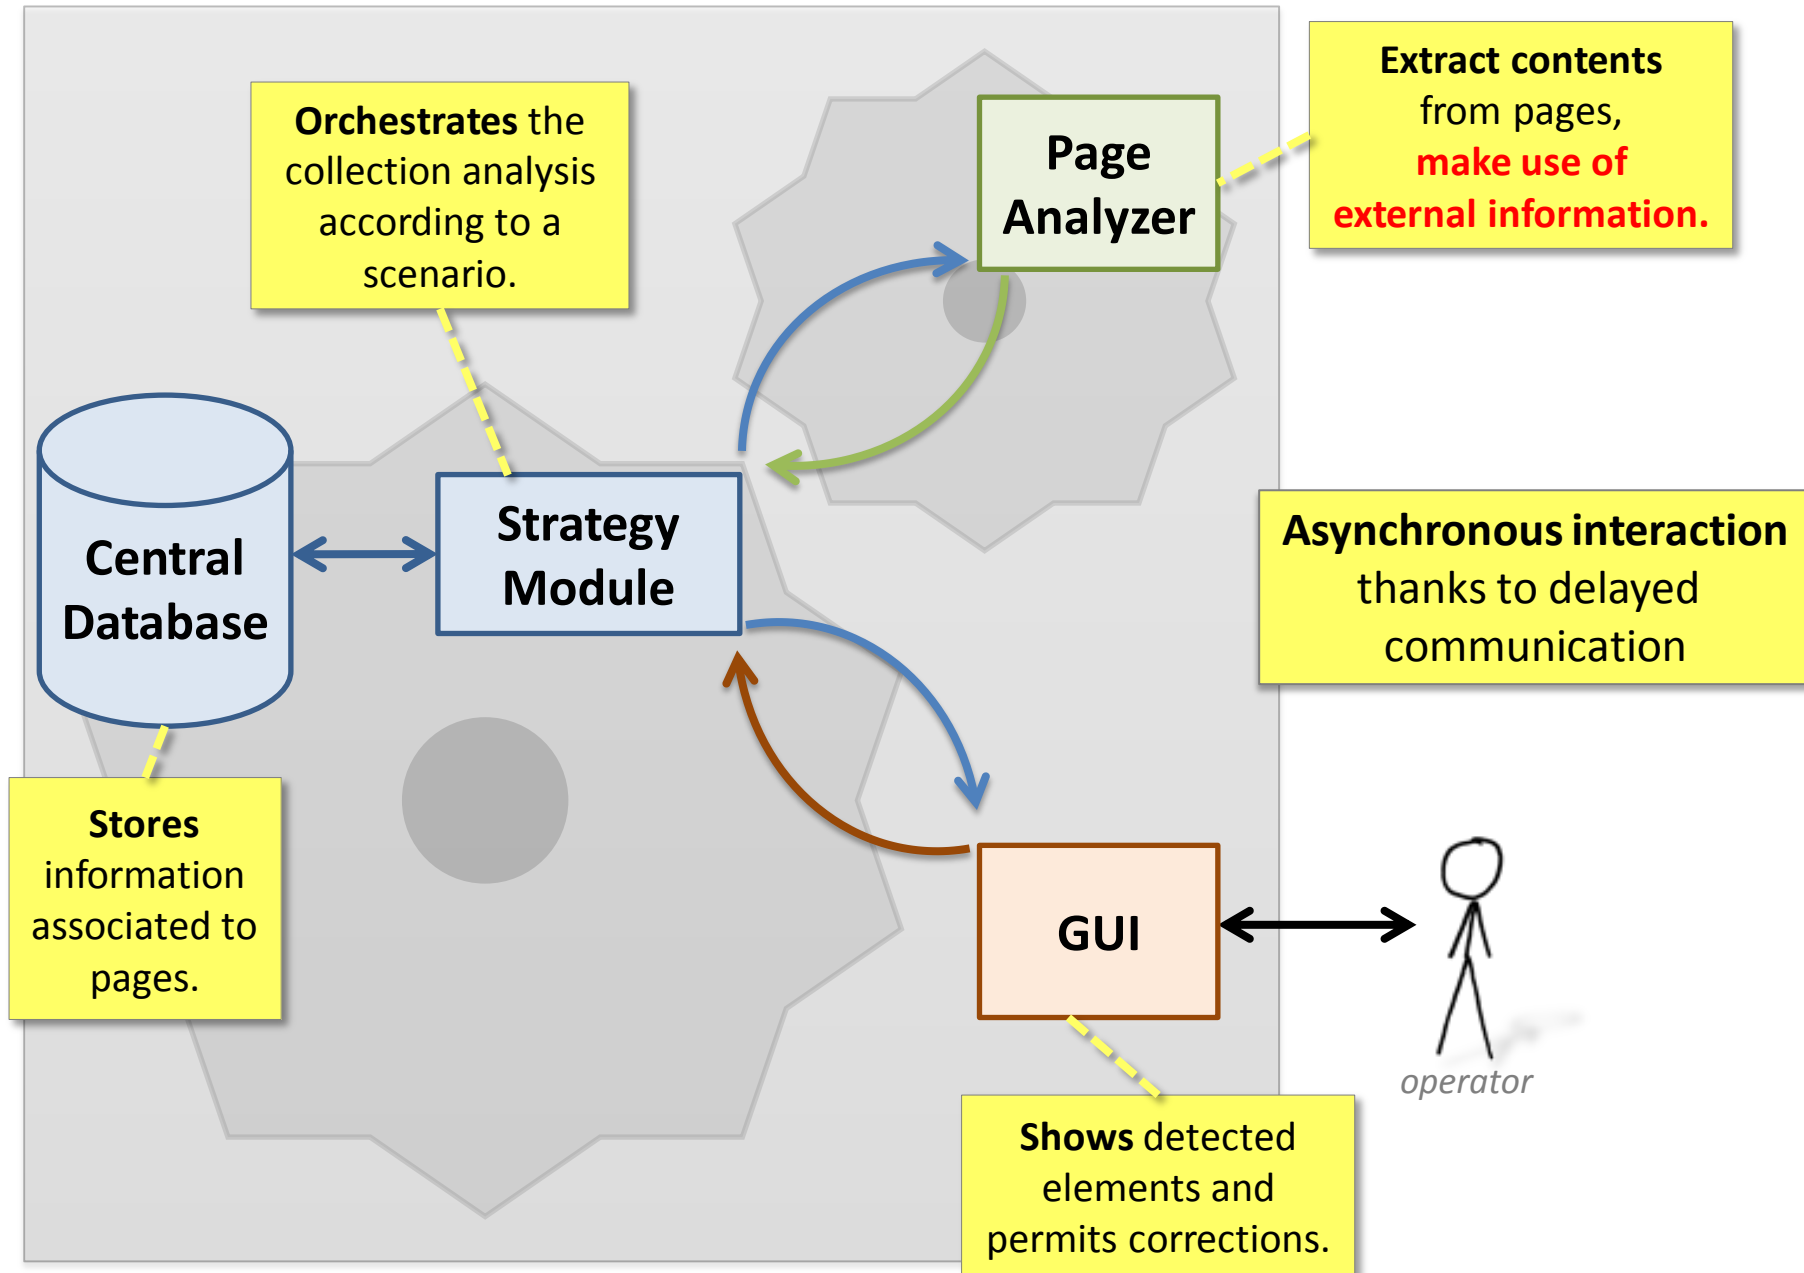 Orchestrates the
collection analysis
according to a
scenario.
Page
Analyzer
Extract contents
from pages,
make use of
external information.
Central
Database
Strategy
Module
Asynchronous interaction
thanks to delayed
communication
Stores
information
associated to
pages.
GUI
operator
Shows detected
elements and
permits corrections.